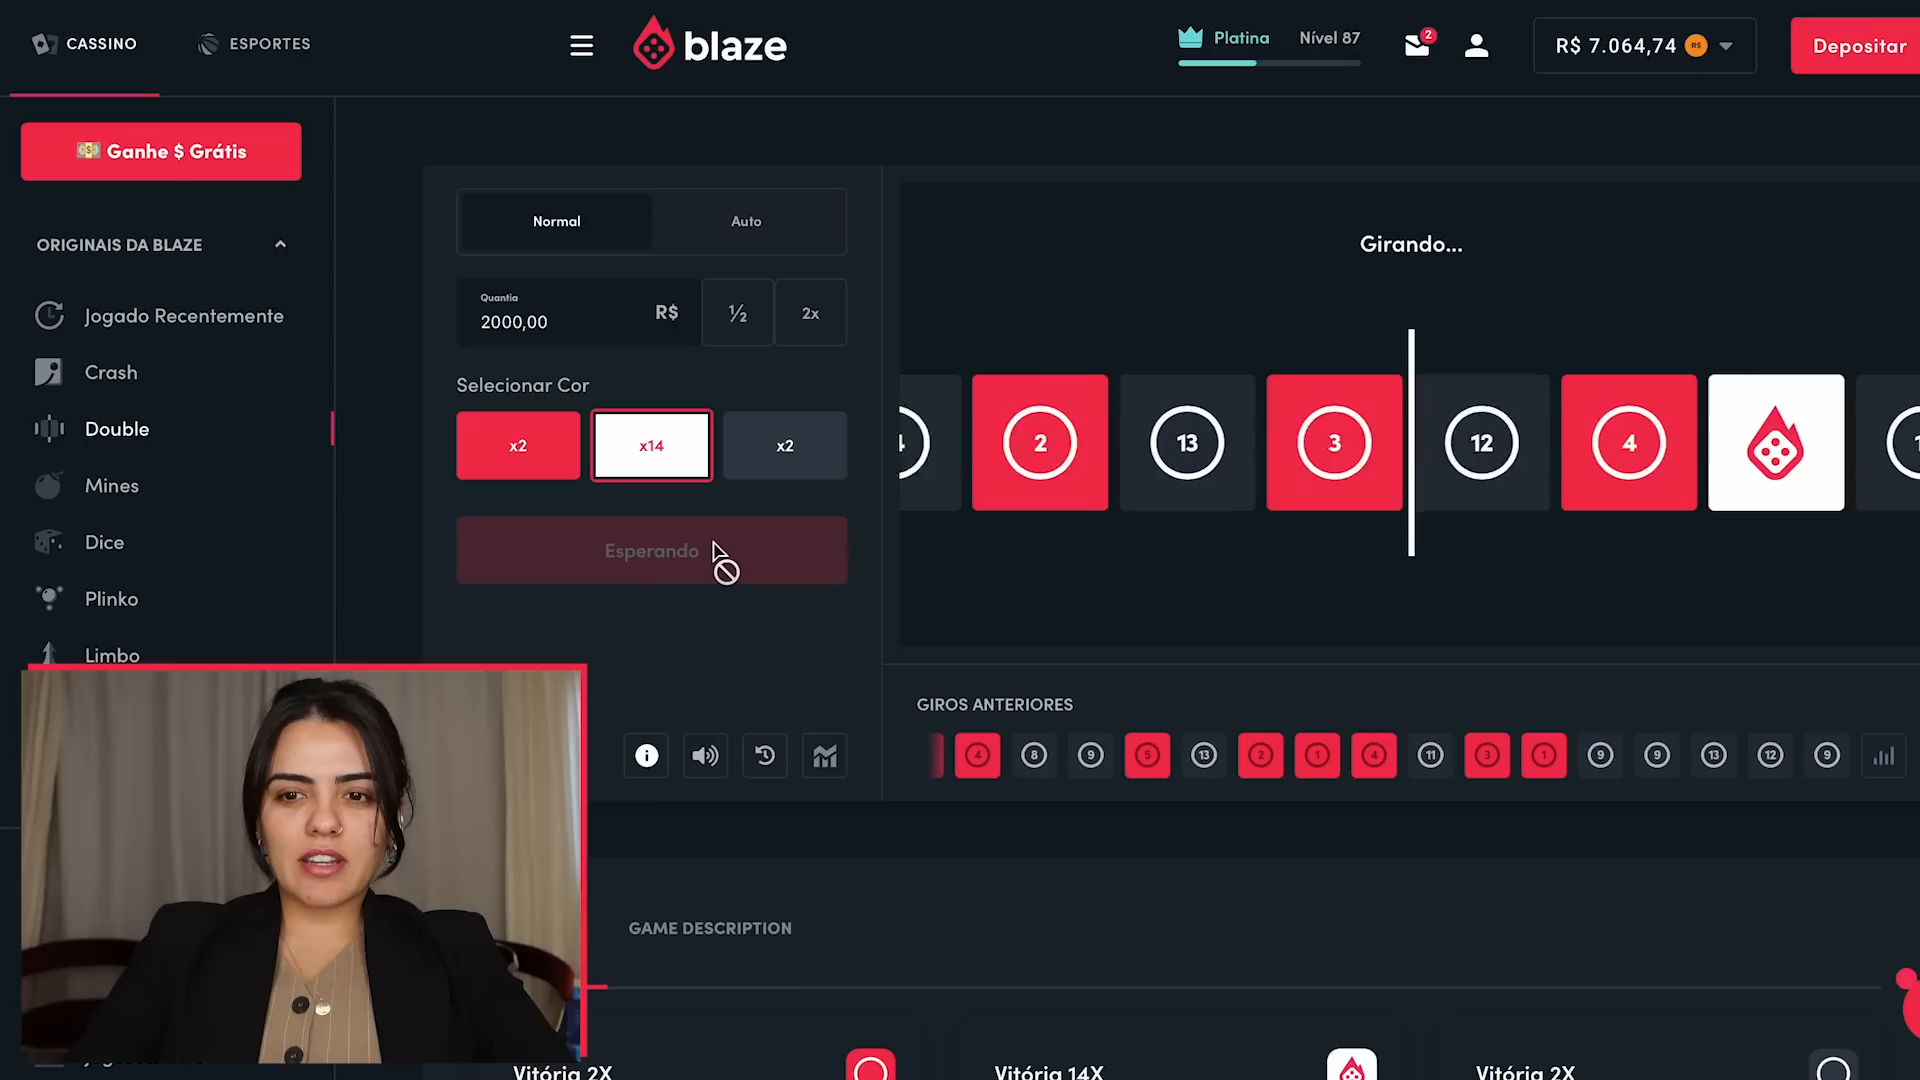 CASSINO
ESPORTES
blaze
Platina
Nível 87
2
R$ 7.064,74
R$
Depositar
Ganhe $ Grátis
ORIGINAIS DA BLAZE
Jogado Recentemente
Crash
Double
Mines
Dice
Plinko
Limbo
Normal
Auto
Quantia
2000,00
R$
½
2x
Selecionar Cor
x2
x14
x2
Esperando
Girando...
2
13
3
12
4
GIROS ANTERIORES
4 8 9 5 13 2 1 4 11 3 1 9 9 13 12 9
GAME DESCRIPTION
Vitória 2X
Vitória 14X
Vitória 2X